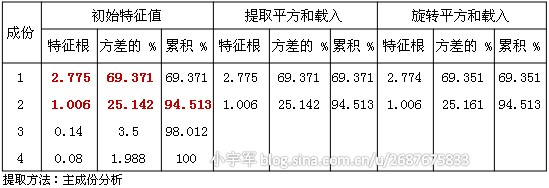 成份 初始特征值 提取平方和载入 旋转平方和载入
特征根 方差的 % 累积 % 特征根 方差的 % 累积 % 特征根 方差的 % 累积 %
1 2.775 69.371 69.371 2.775 69.371 69.371 2.774 69.351 69.351
2 1.006 25.142 94.513 1.006 25.142 94.513 1.006 25.161 94.513
3 0.14 3.5 98.012
4 0.08 1.988 100
小宇军 blog.sina.com.cn/u/2687675833
提取方法：主成份分析